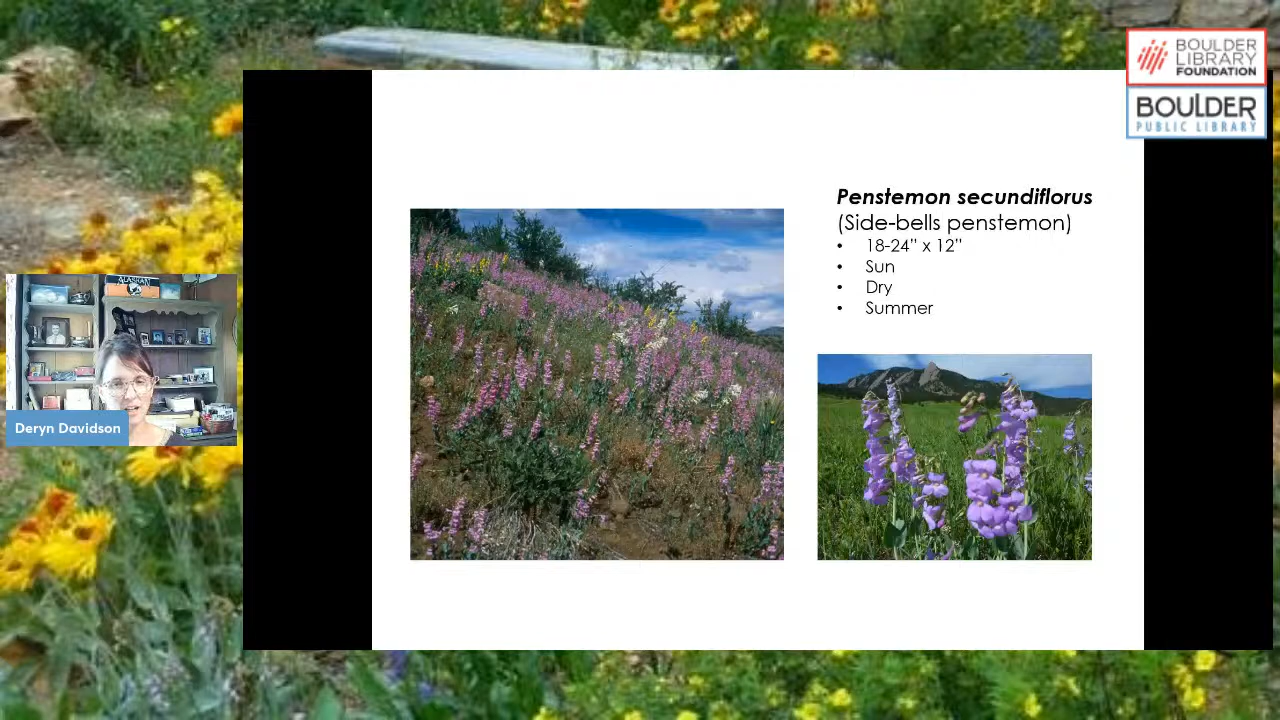 BOULDER
LIBRARY
FOUNDATION
BOULDER
PUBLIC LIBRARY
Penstemon secundiflorus
(Side-bells penstemon)
• 18-24” x 12”
• Sun
• Dry
• Summer
ALASKAN
Deryn Davidson